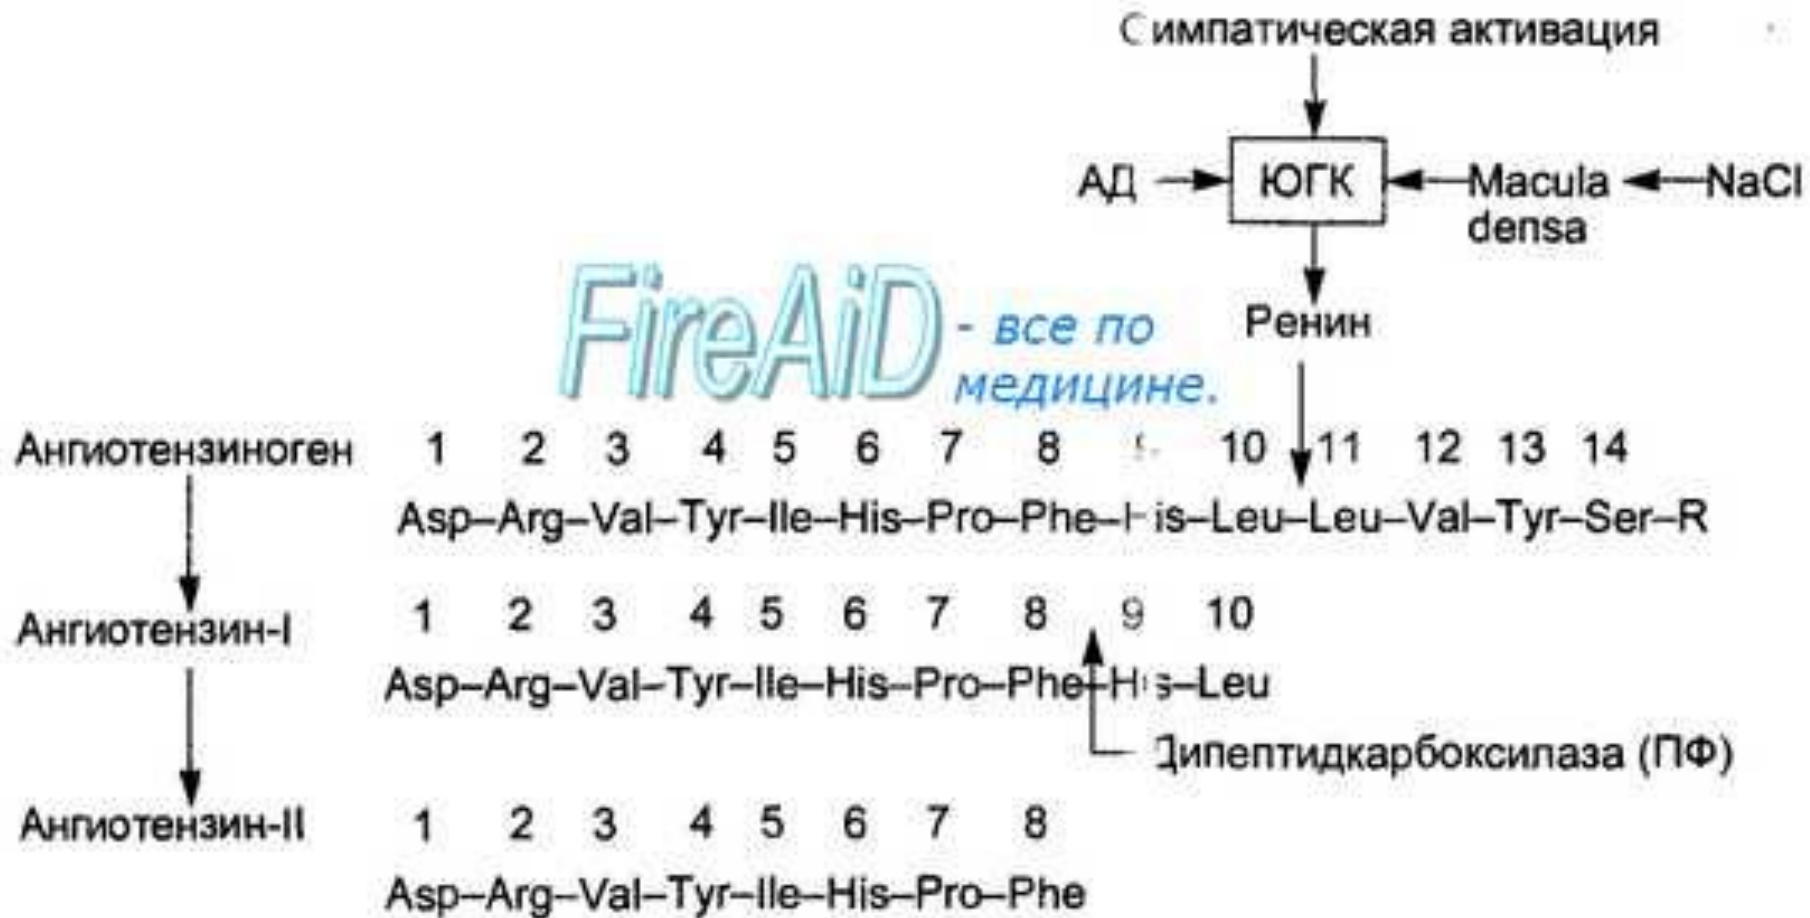 Симпатическая активация
АД ЮГК Macula densa NaCl
FireAiD - все по медицине.
Ренин
Ангиотензиноген 1 2 3 4 5 6 7 8 9 10 11 12 13 14
Asp–Arg–Val–Tyr–Ile–His–Pro–Phe–His–Leu–Leu–Val–Tyr–Ser–R
Ангиотензин-I 1 2 3 4 5 6 7 8 9 10
Asp–Arg–Val–Tyr–Ile–His–Pro–Phe–His–Leu
Дипептидкарбоксилаза (ПФ)
Ангиотензин-II 1 2 3 4 5 6 7 8
Asp–Arg–Val–Tyr–Ile–His–Pro–Phe